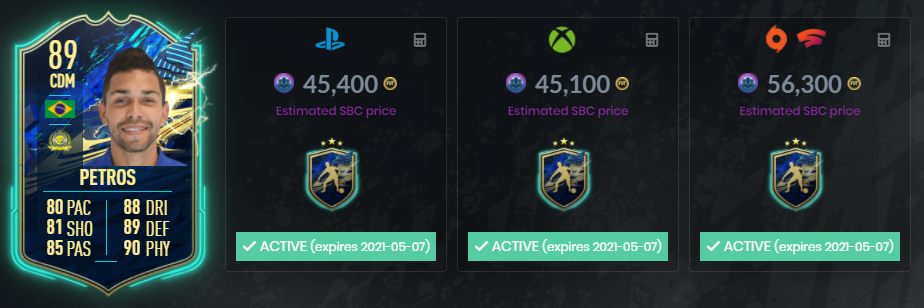 89
CDM
PETROS
80 PAC 88 DRI
81 SHO 89 DEF
85 PAS 90 PHY
45,400
Estimated SBC price
ACTIVE (expires 2021-05-07)
45,100
Estimated SBC price
ACTIVE (expires 2021-05-07)
56,300
Estimated SBC price
ACTIVE (expires 2021-05-07)